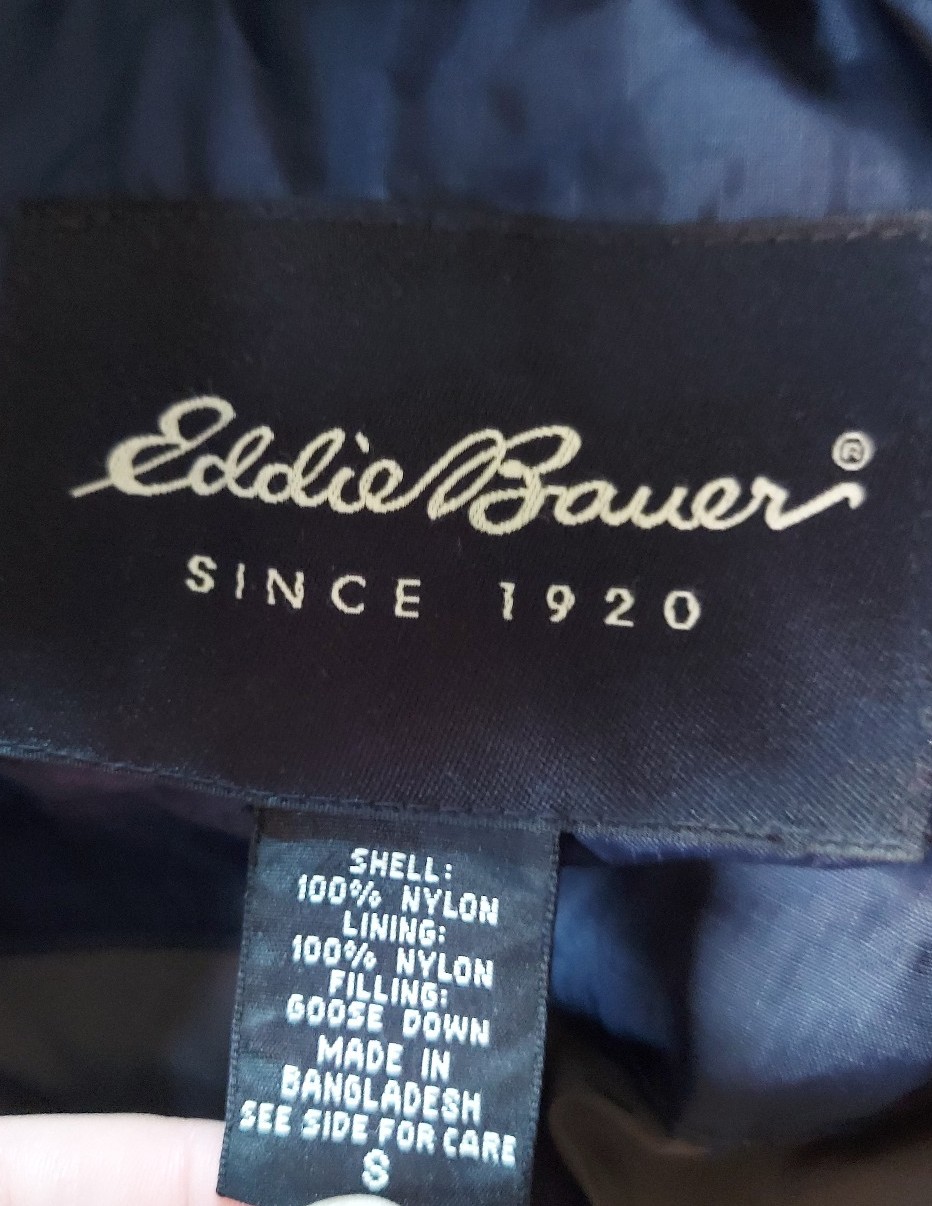 Eddie Bauer®
SINCE 1920
SHELL:
100% NYLON
LINING:
100% NYLON
FILLING:
GOOSE DOWN
MADE IN
BANGLADESH
SEE SIDE FOR CARE
S